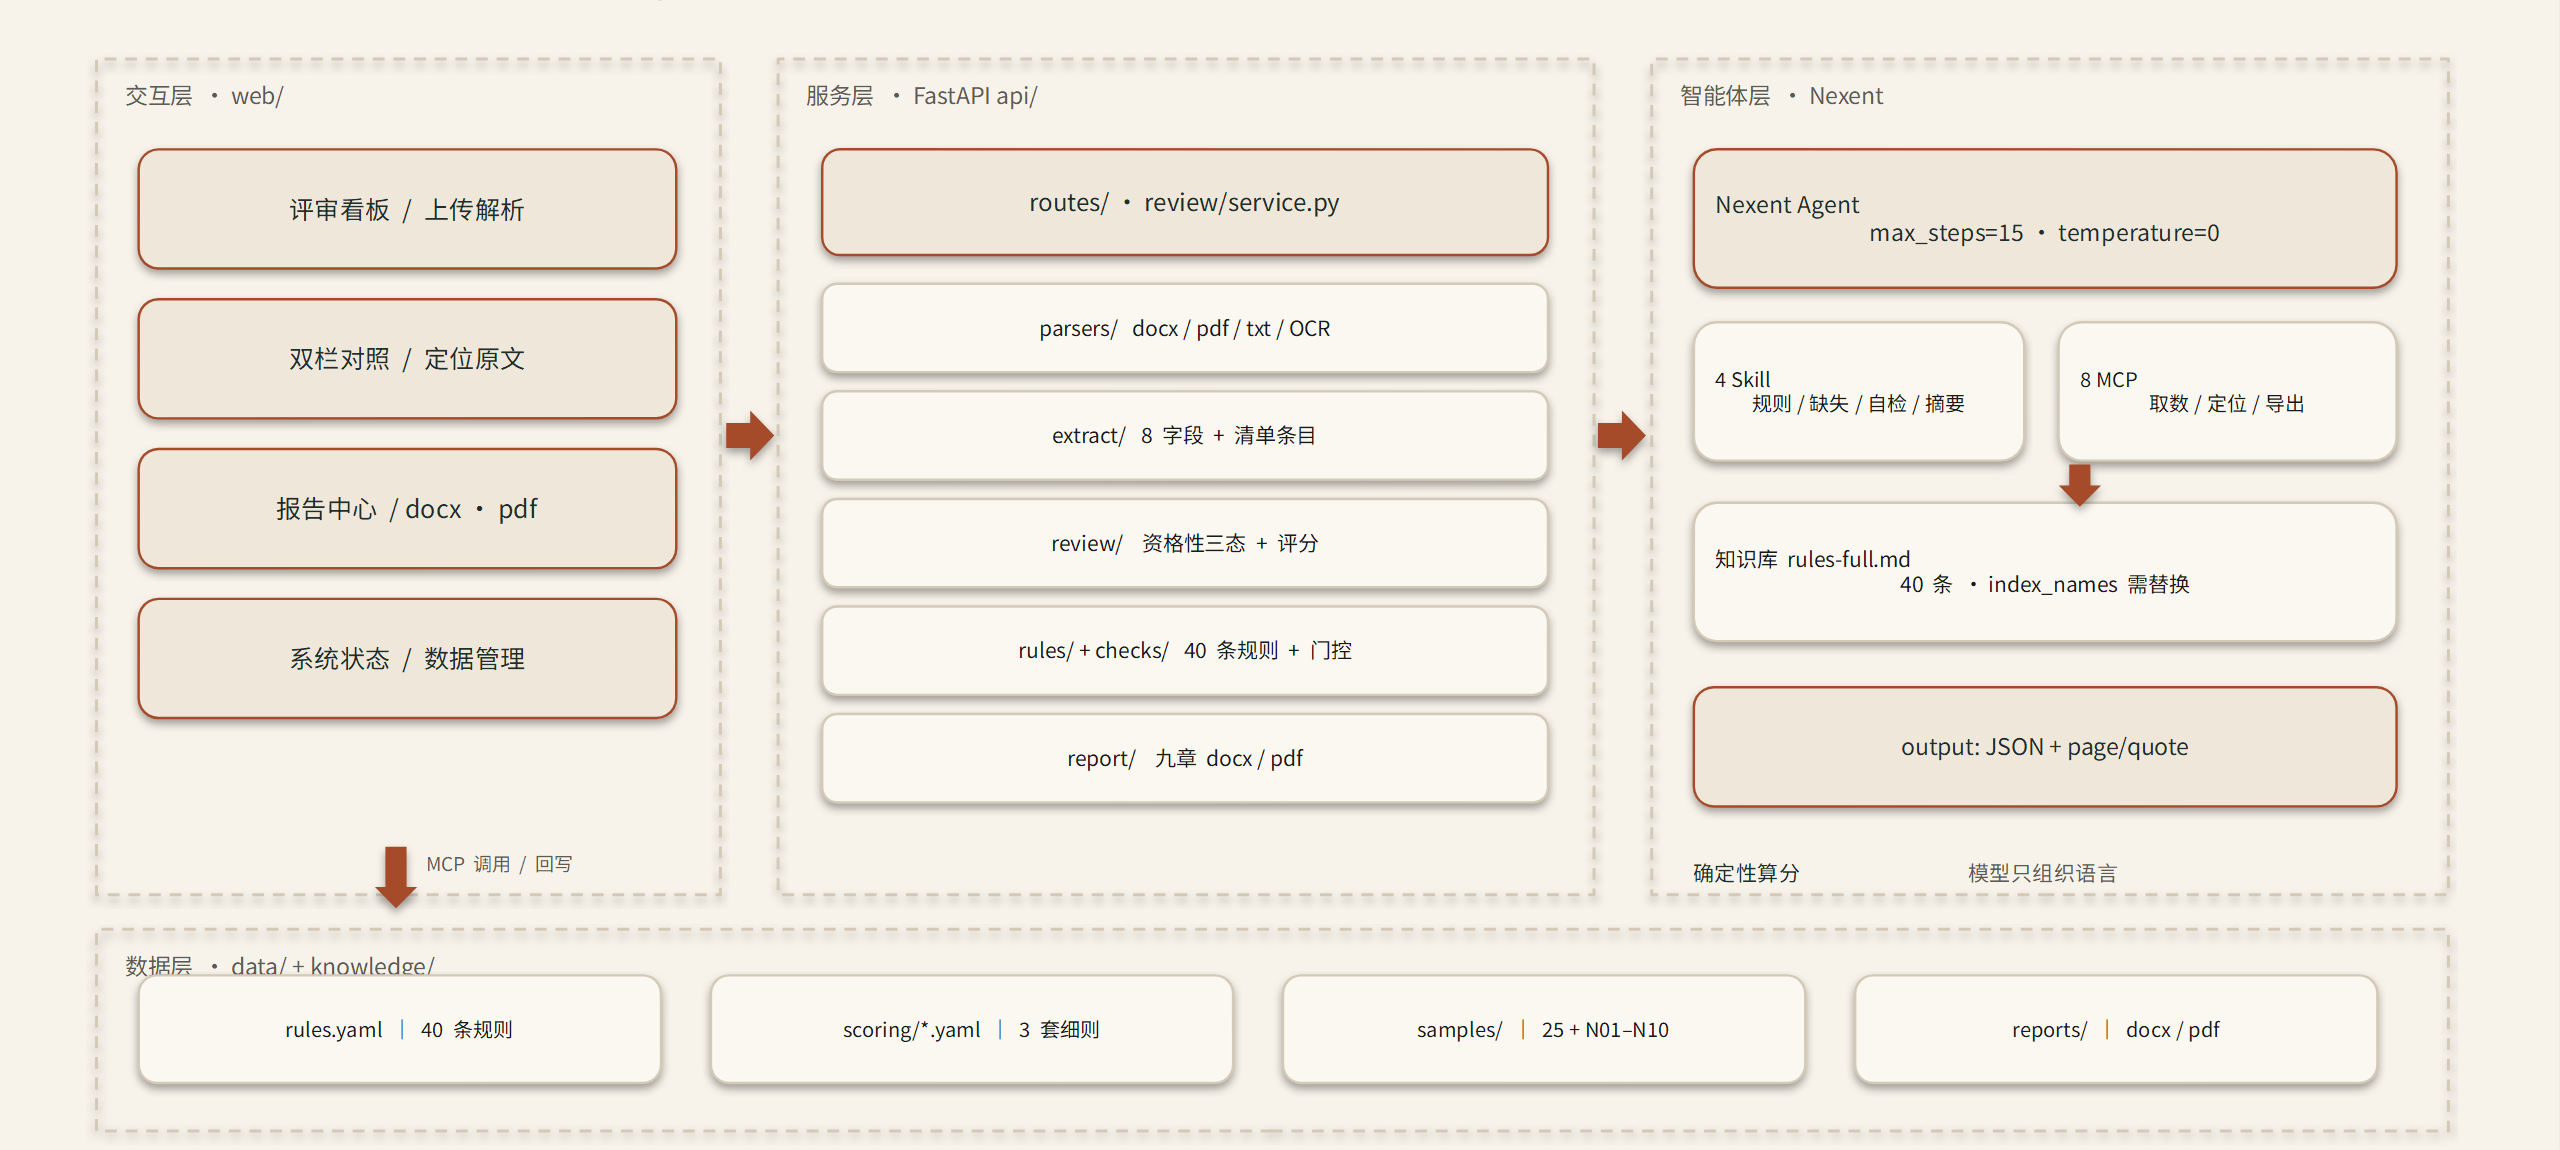 交互层 · web/
评审看板 / 上传解析
双栏对照 / 定位原文
报告中心 / docx · pdf
系统状态 / 数据管理
MCP 调用 / 回写
服务层 · FastAPI api/
routes/ · review/service.py
parsers/ docx / pdf / txt / OCR
extract/ 8 字段 + 清单条目
review/ 资格性三态 + 评分
rules/ + checks/ 40 条规则 + 门控
report/ 九章 docx / pdf
智能体层 · Nexent
Nexent Agent
max_steps=15 · temperature=0
4 Skill
规则 / 缺失 / 自检 / 摘要
8 MCP
取数 / 定位 / 导出
知识库 rules-full.md
40 条 · index_names 需替换
output: JSON + page/quote
确定性算分
模型只组织语言
数据层 · data/ + knowledge/
rules.yaml | 40 条规则
scoring/*.yaml | 3 套细则
samples/ | 25 + N01–N10
reports/ | docx / pdf